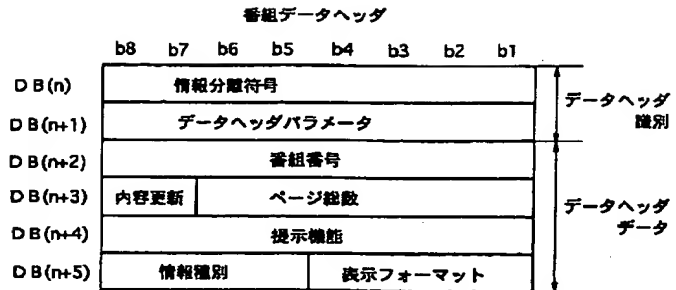 番組データヘッダ
b8 b7 b6 b5 b4 b3 b2 b1
DB(n) 情報分離符号
DB(n+1) データヘッダパラメータ
データヘッダ
識別
DB(n+2) 番組番号
DB(n+3) 内容更新 ページ総数
DB(n+4) 提示機能
DB(n+5) 情報種別 表示フォーマット
データヘッダ
データ